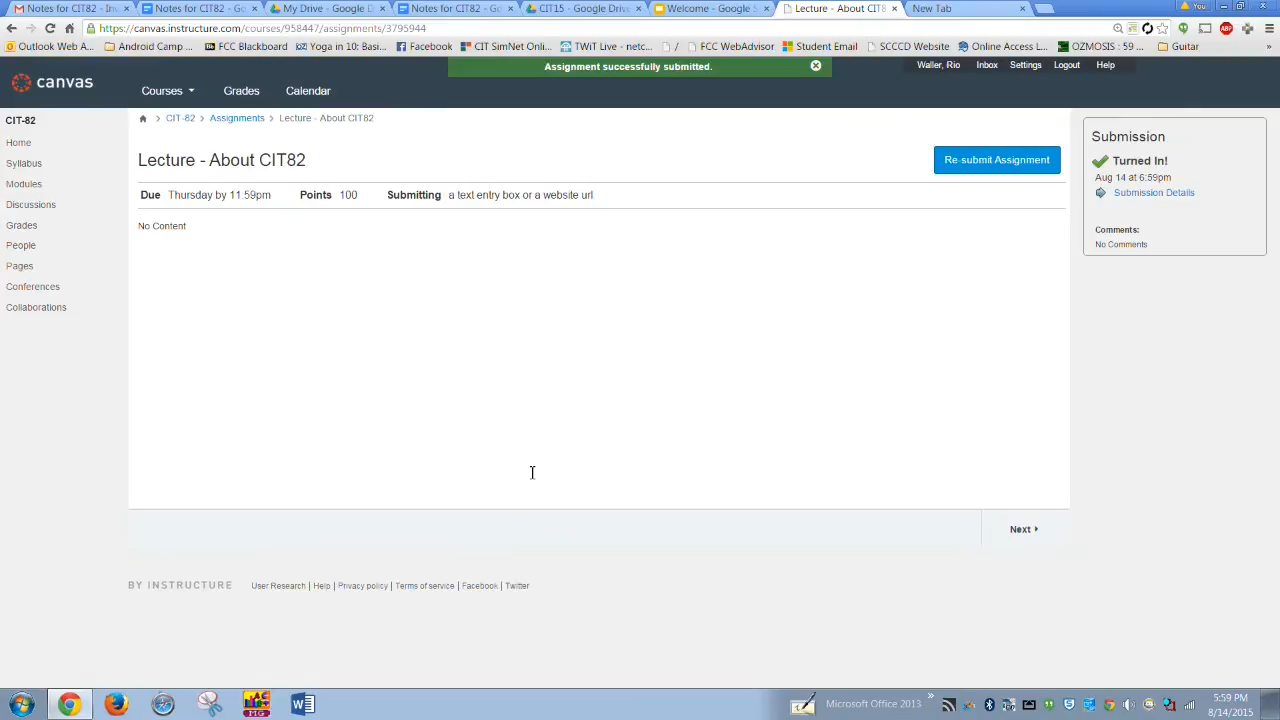 Notes for CIT82 - Inv
Notes for CIT82 - Go
My Drive - Google D
Notes for CIT82 - Go
CIT15 - Google Drive
Welcome - Google S
Lecture - About CIT8
New Tab
You
https://canvas.instructure.com/courses/958447/assignments/3795944
Outlook Web A...
Android Camp ...
FCC Blackboard
Yoga in 10: Basi...
Facebook
CIT SimNet Onli...
TWiT Live - netc...
/
FCC WebAdvisor
Student Email
SCCCD Website
Online Access L...
OZMOSIS : 59 ...
Guitar
»
Assignment successfully submitted.
Waller, Rio
Inbox
Settings
Logout
Help
canvas
Courses
Grades
Calendar
CIT-82
Home
Syllabus
Modules
Discussions
Grades
People
Pages
Conferences
Collaborations
CIT-82 > Assignments > Lecture - About CIT82
Lecture - About CIT82
Re-submit Assignment
Due Thursday by 11:59pm Points 100 Submitting a text entry box or a website url
No Content
Submission
Turned In!
Aug 14 at 6:59pm
Submission Details
Comments:
No Comments
Next
BY INSTRUCTURE
User Research | Help | Privacy policy | Terms of service | Facebook | Twitter
Microsoft Office 2013
»
5:59 PM
8/14/2015